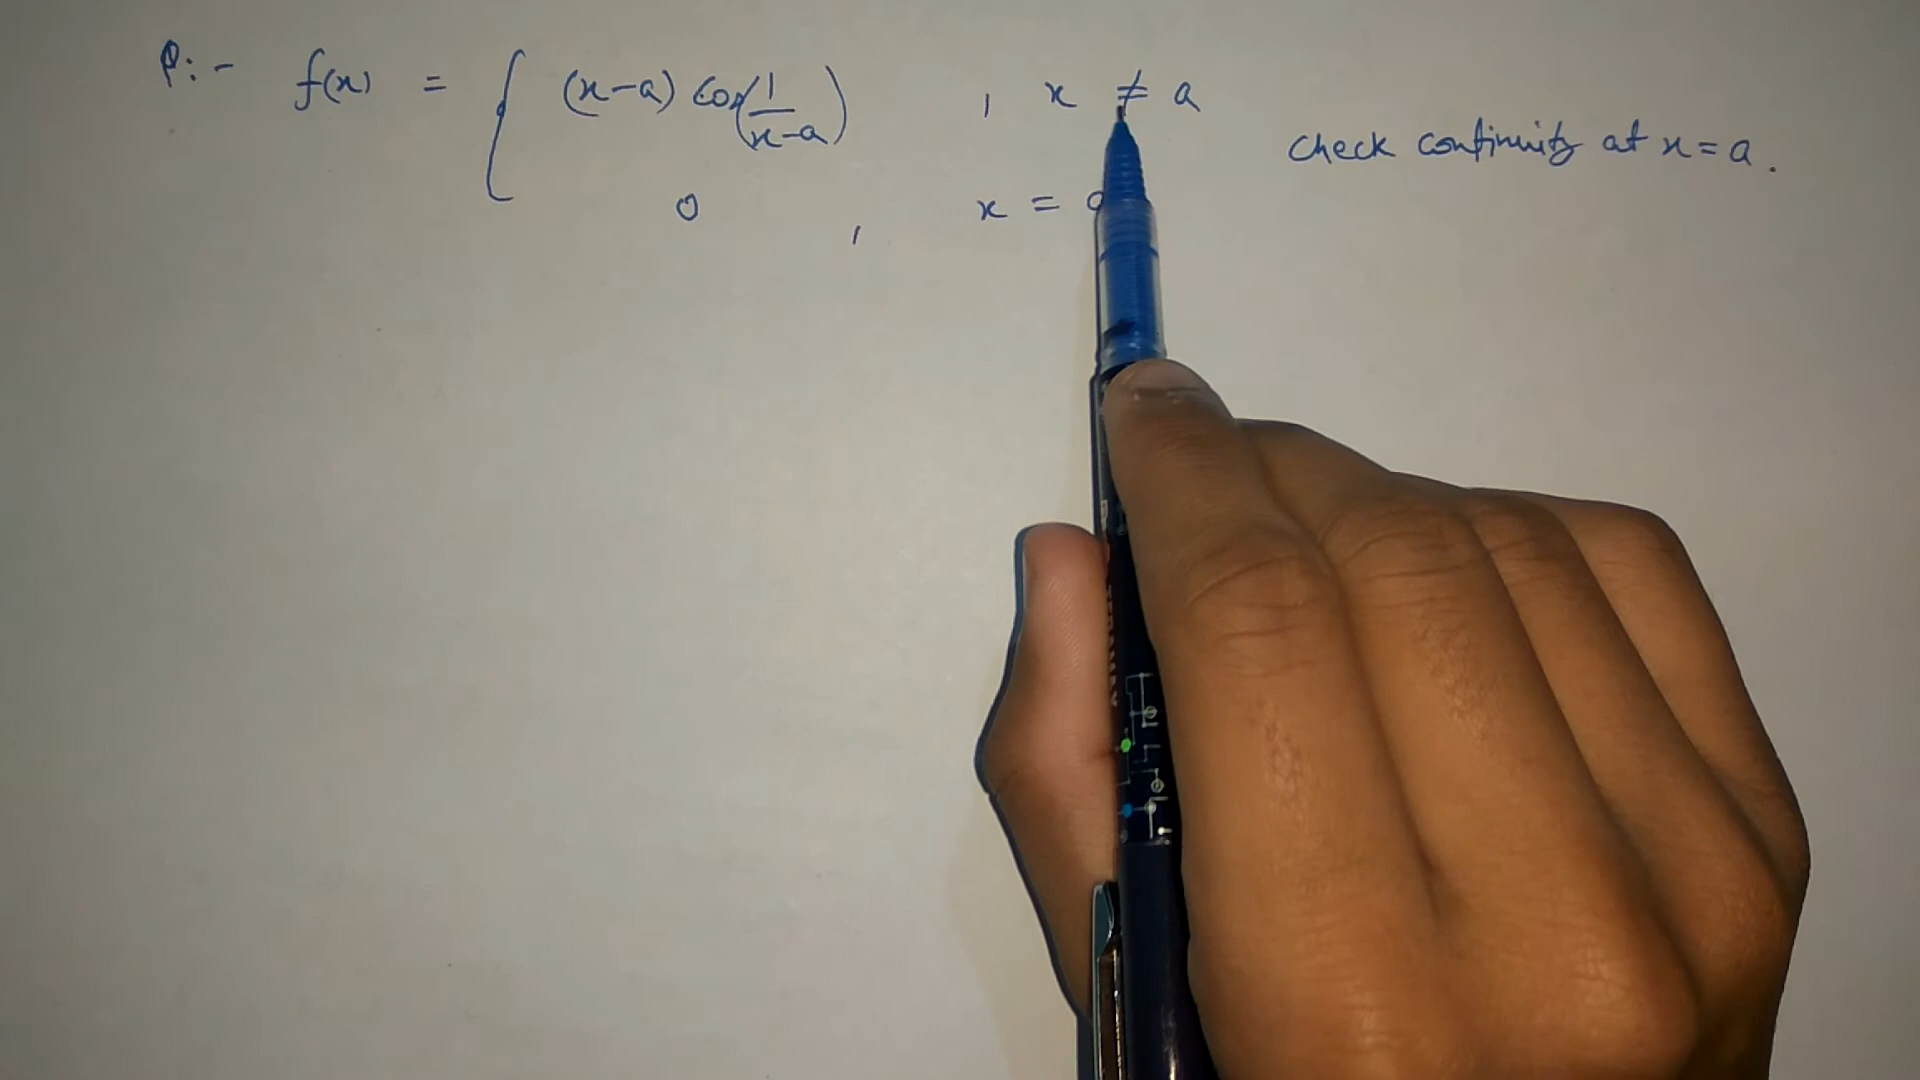 P:- f(x) = { (x-a) cos(1/(x-a)) , x ≠ a
check continuity at x = a.
0 , x = a